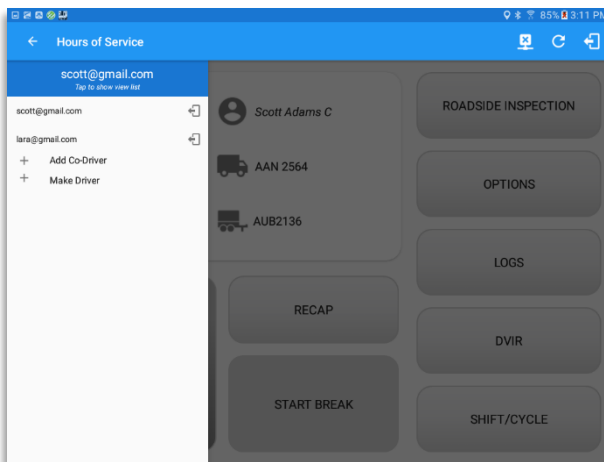 85% 3:11 PM
Hours of Service
scott@gmail.com
Tap to show view list
scott@gmail.com
lara@gmail.com
+ Add Co-Driver
+ Make Driver
Scott Adams C
AAN 2564
AUB2136
RECAP
START BREAK
ROADSIDE INSPECTION
OPTIONS
LOGS
DVIR
SHIFT/CYCLE